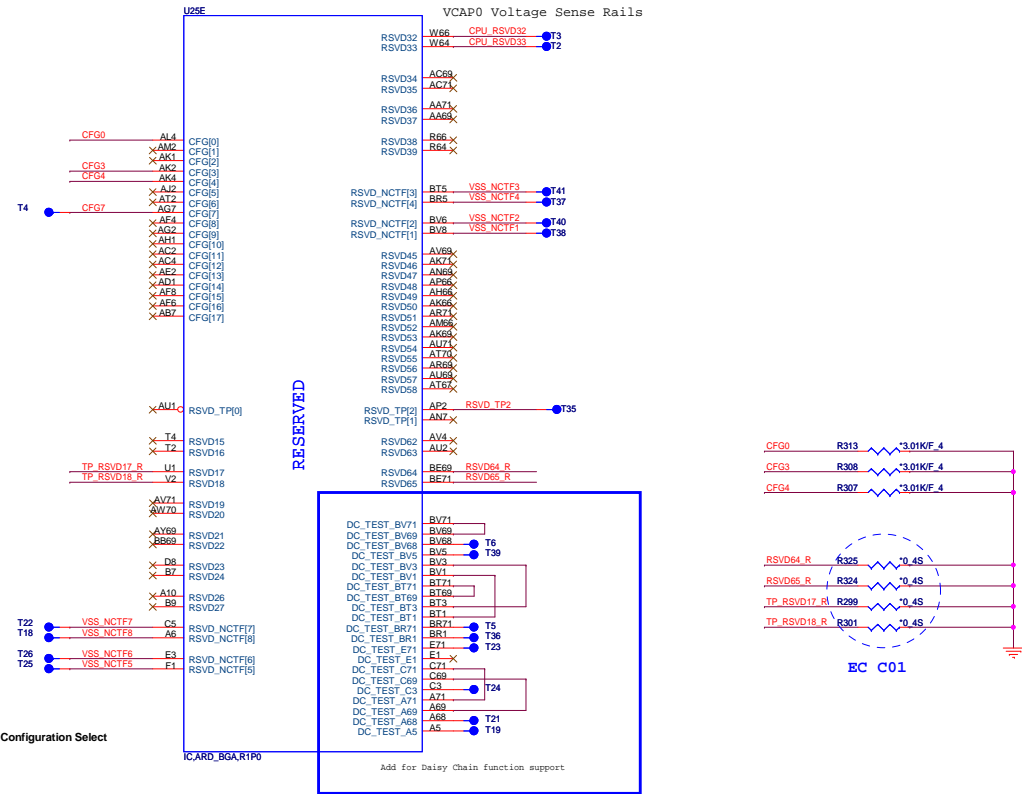 U25E
VCAP0 Voltage Sense Rails
RSVD32 W66 CPU_RSVD32 T3
RSVD33 W64 CPU_RSVD33 T2
RSVD34 AC69
RSVD35 AC71
RSVD36 AA71
RSVD37 AA69
RSVD38 R66
RSVD39 R64
CFG0 AL4 CFG[0]
AM2 CFG[1]
AK1 CFG[2]
CFG3 AK2 CFG[3]
CFG4 AK4 CFG[4]
AJ2 CFG[5]
AT2 CFG[6]
T4 CFG7 AG7 CFG[7]
AF4 CFG[8]
AG2 CFG[9]
AH1 CFG[10]
AC2 CFG[11]
AC4 CFG[12]
AE2 CFG[13]
AD1 CFG[14]
AF8 CFG[15]
AF6 CFG[16]
AB7 CFG[17]
RSVD_NCTF[3] BT5 VSS_NCTF3 T41
RSVD_NCTF[4] BR5 VSS_NCTF4 T37
RSVD_NCTF[2] BV6 VSS_NCTF2 T40
RSVD_NCTF[1] BV8 VSS_NCTF1 T38
RSVD45 AV69
RSVD46 AK71
RSVD47 AN69
RSVD48 AP66
RSVD49 AH66
RSVD50 AK66
RSVD51 AR71
RSVD52 AM66
RSVD53 AK69
RSVD54 AU71
RSVD55 AT70
RSVD56 AR69
RSVD57 AU69
RSVD58 AT67
RESERVED
AU1 RSVD_TP[0]
RSVD_TP[2] AP2 RSVD_TP2 T35
RSVD_TP[1] AN7
T4 RSVD15
T2 RSVD16
RSVD62 AV4
RSVD63 AU2
TP_RSVD17_R U1 RSVD17
TP_RSVD18_R V2 RSVD18
RSVD64 BE69 RSVD64_R
RSVD65 BE71 RSVD65_R
AV71 RSVD19
AW70 RSVD20
AY69 RSVD21
BB69 RSVD22
D8 RSVD23
B7 RSVD24
A10 RSVD26
B9 RSVD27
T22 VSS_NCTF7 C5 RSVD_NCTF[7]
T18 VSS_NCTF8 A6 RSVD_NCTF[8]
T26 VSS_NCTF6 E3 RSVD_NCTF[6]
T25 VSS_NCTF5 F1 RSVD_NCTF[5]
DC_TEST_BV71 BV71
DC_TEST_BV69 BV69
DC_TEST_BV68 BV68 T6
DC_TEST_BV5 BV5 T39
DC_TEST_BV3 BV3
DC_TEST_BV1 BV1
DC_TEST_BT71 BT71
DC_TEST_BT69 BT69
DC_TEST_BT3 BT3
DC_TEST_BT1 BT1
DC_TEST_BR71 BR71 T5
DC_TEST_BR1 BR1 T36
DC_TEST_E71 E71 T23
DC_TEST_E1 E1
DC_TEST_C71 C71
DC_TEST_C69 C69
DC_TEST_C3 C3 T24
DC_TEST_A71 A71
DC_TEST_A69 A69
DC_TEST_A68 A68 T21
DC_TEST_A5 A5 T19
Configuration Select
IC,ARD_BGA,R1P0
Add for Daisy Chain function support
CFG0 R313 *3.01K/F_4
CFG3 R308 *3.01K/F_4
CFG4 R307 *3.01K/F_4
RSVD64_R R325 *0_4S
RSVD65_R R324 *0_4S
TP_RSVD17_R R299 *0_4S
TP_RSVD18_R R301 *0_4S
EC C01